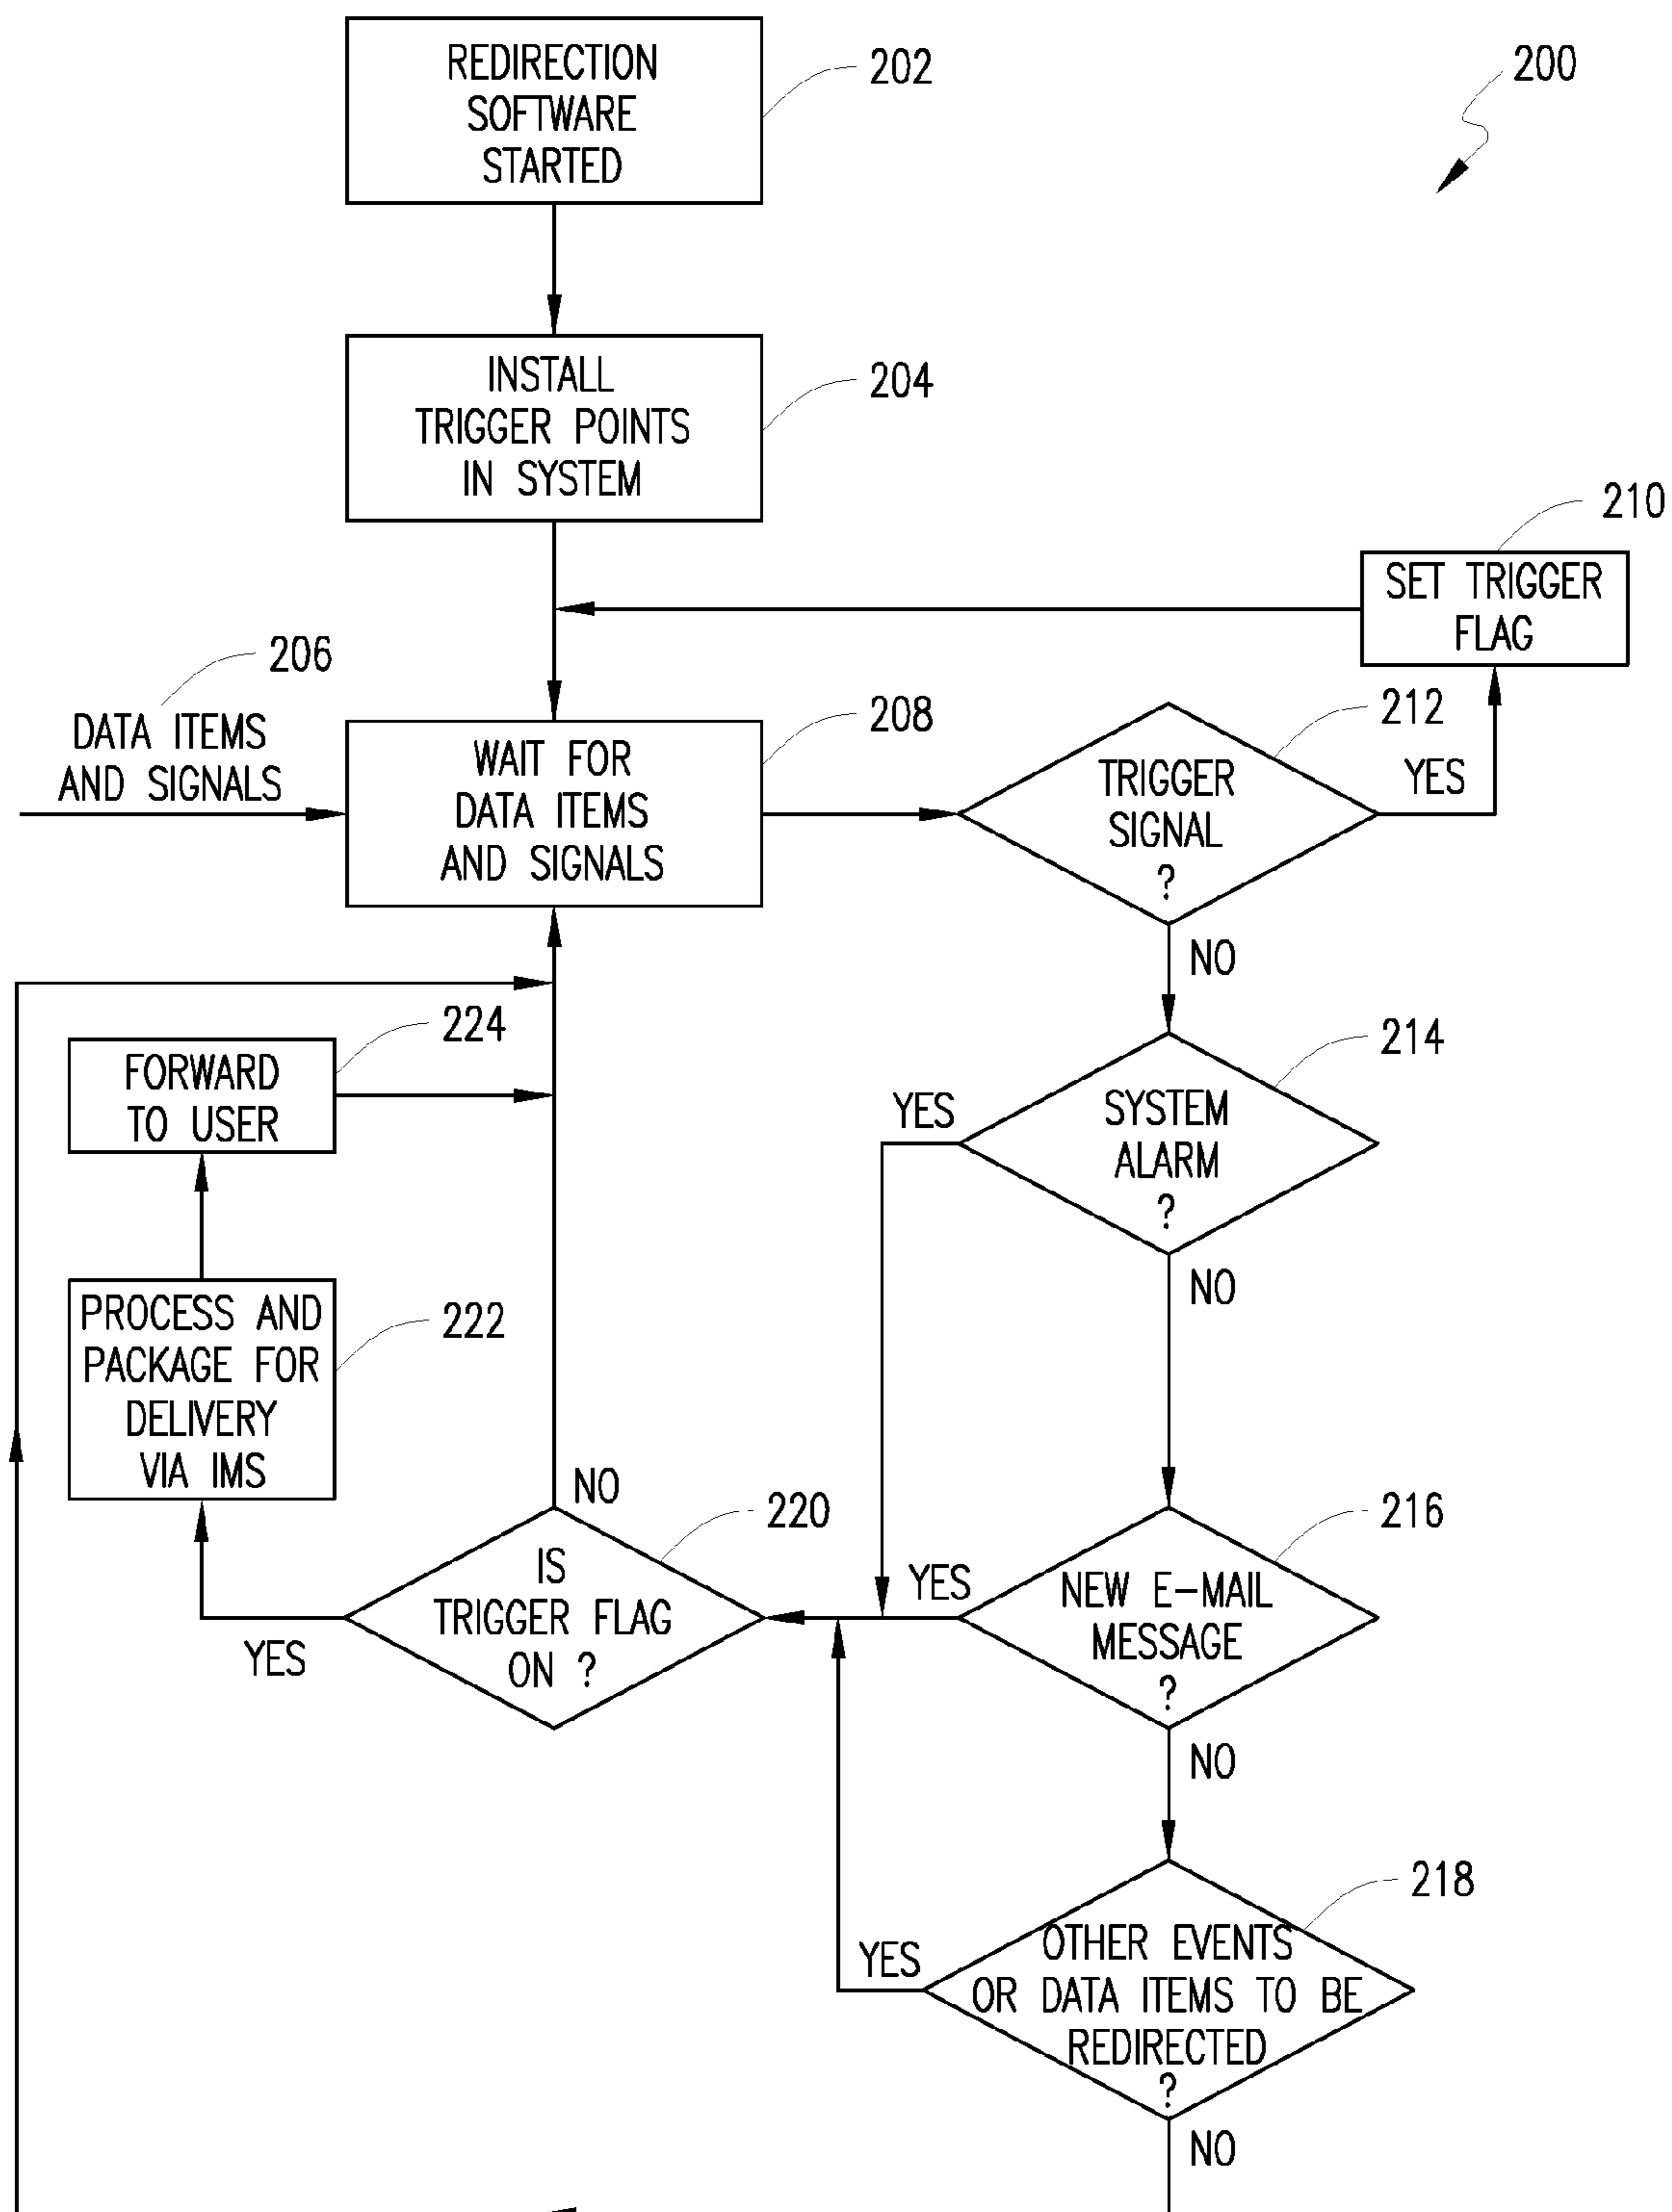 REDIRECTION
SOFTWARE
STARTED
202
200
INSTALL
TRIGGER POINTS
IN SYSTEM
204
210
SET TRIGGER
FLAG
206
DATA ITEMS
AND SIGNALS
WAIT FOR
DATA ITEMS
AND SIGNALS
208
212
TRIGGER
SIGNAL
?
YES
NO
224
FORWARD
TO USER
214
SYSTEM
ALARM
?
YES
NO
PROCESS AND
PACKAGE FOR
DELIVERY
VIA IMS
222
NO
220
IS
TRIGGER FLAG
ON ?
YES
216
YES
NEW E-MAIL
MESSAGE
?
NO
218
YES
OTHER EVENTS
OR DATA ITEMS TO BE
REDIRECTED
?
NO